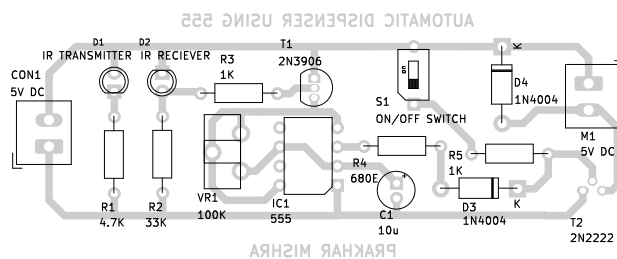 AUTOMATIC DISPENSER USING 555
D1
D2
IR TRANSMITTER
IR RECIEVER
T1
2N3906
R3
1K
K
CON1
5V DC
on
S1
ON/OFF SWITCH
D4
1N4004
M1
5V DC
R4
680E
R5
1K
R1
4.7K
R2
33K
VR1
100K
IC1
555
+
C1
10u
D3
1N4004
K
T2
2N2222
PRAKHAR MISHRA